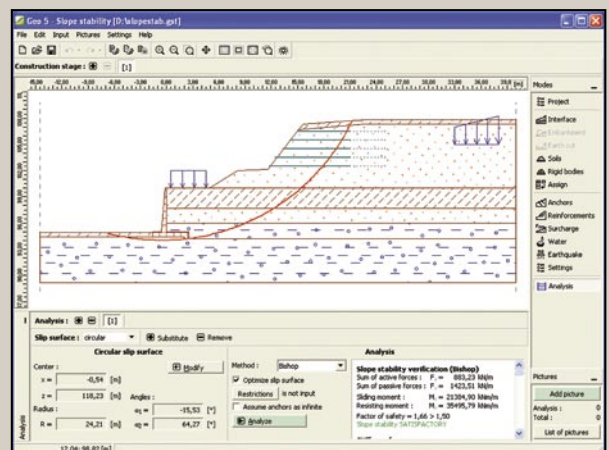 Geo 5 - Slope stability [D:\slopestab.gst]
File Edit Input Pictures Settings Help
Construction stage : [1]
Modes
Project
Interface
Embankment
Earth cut
Soils
Rigid bodies
Assign
Anchors
Reinforcements
Surcharge
Water
Earthquake
Settings
Analysis
Analysis : [1]
Slip surface : circular Substitute Remove
Circular slip surface
Center : Modify
x = -0,54 [m]
z = 118,23 [m] Angles :
Radius : α₁ = -15,53 [°]
R = 24,21 [m] α₂ = 64,27 [°]
Method : Bishop
Optimize slip surface
Restrictions is not input
Assume anchors as infinite
Analyze
Analysis
Slope stability verification (Bishop)
Sum of active forces : Fₐ = 883,23 kN/m
Sum of passive forces : Fₚ = 1423,51 kN/m
Sliding moment : Mₐ = 21384,90 kNm/m
Resisting moment : Mₚ = 35495,79 kNm/m
Factor of safety = 1,66 > 1,50
Slope stability SATISFACTORY
Analysis
Pictures
Add picture
Analysis : 0
Total : 0
List of pictures